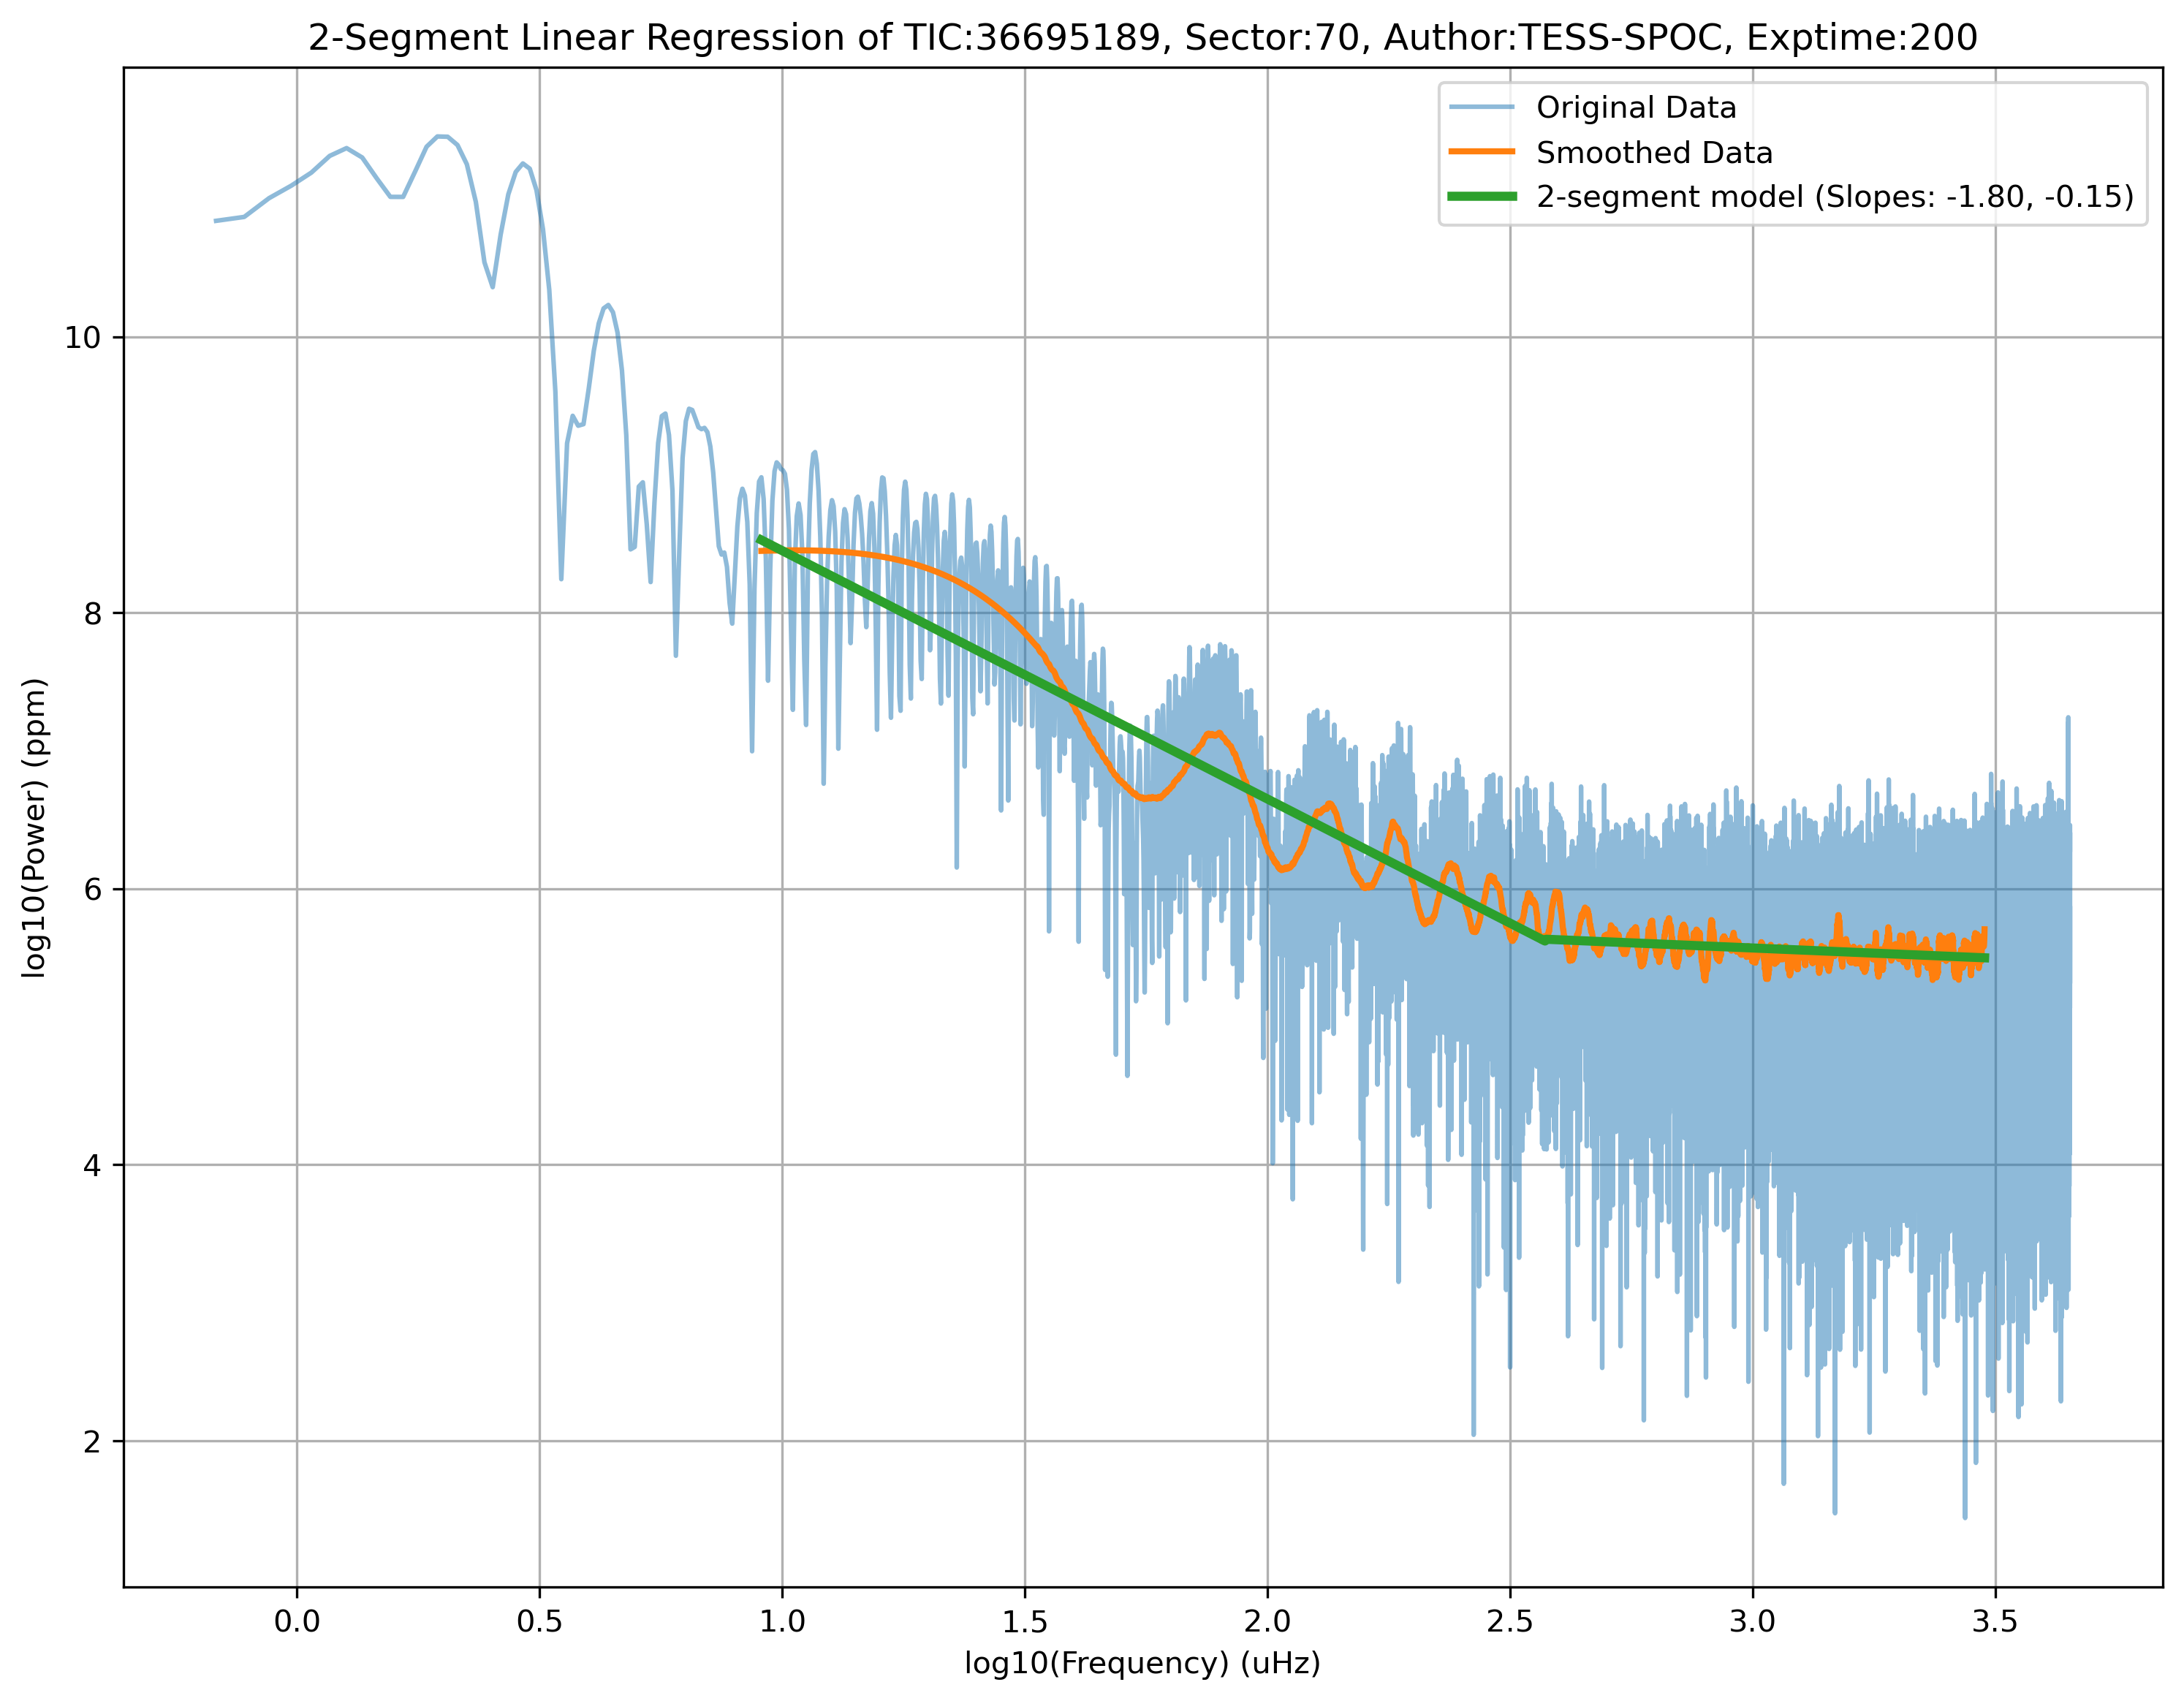 2-Segment Linear Regression of TIC:36695189, Sector:70, Author:TESS-SPOC, Exptime:200
Original Data
Smoothed Data
2-segment model (Slopes: -1.80, -0.15)
log10(Power) (ppm)
10
8
6
4
2
0.0 0.5 1.0 1.5 2.0 2.5 3.0 3.5
log10(Frequency) (uHz)